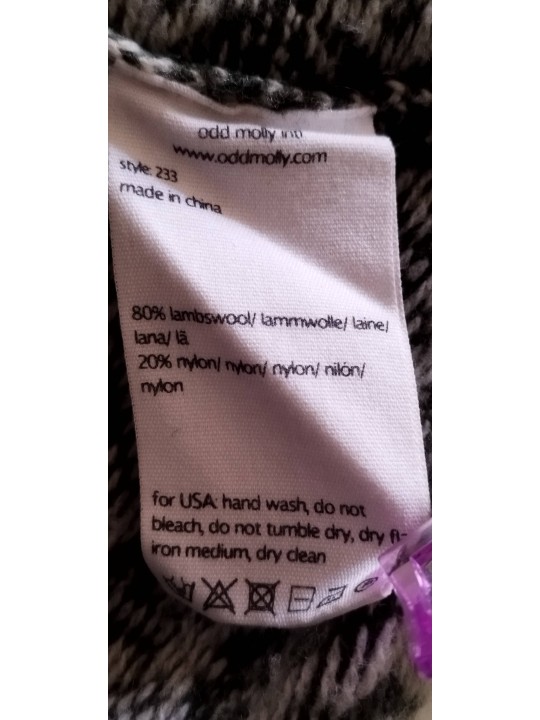 odd molly
www.oddmolly.com
style: 233
made in china
80% lambswool/ lammwolle/ laine/
lana/ lã
20% nylon/ nylon/ nylon/ nilón/
nylon
for USA: hand wash, do not
bleach, do not tumble dry, dry
iron medium, dry clean